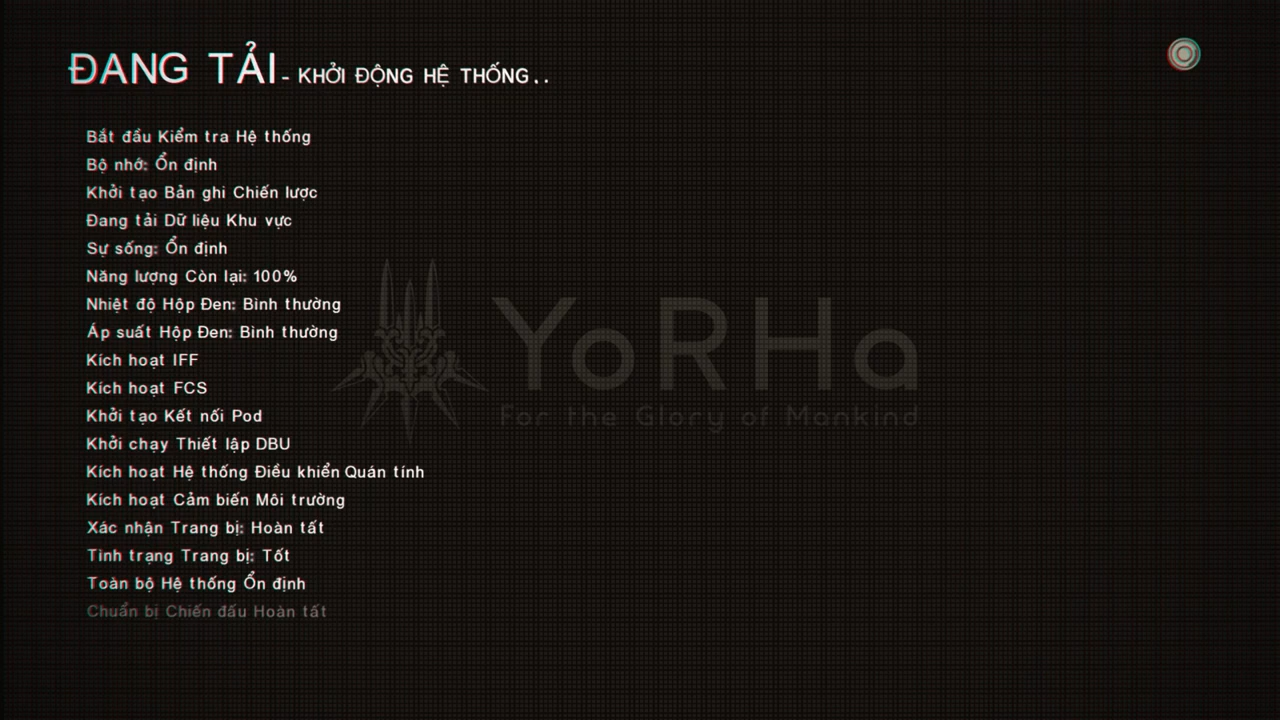 ĐANG TẢI - KHỞI ĐỘNG HỆ THỐNG..
Bắt đầu Kiểm tra Hệ thống
Bộ nhớ: Ổn định
Khởi tạo Bản ghi Chiến lược
Đang tải Dữ liệu Khu vực
Sự sống: Ổn định
Năng lượng Còn lại: 100%
Nhiệt độ Hộp Đen: Bình thường
Áp suất Hộp Đen: Bình thường
Kích hoạt IFF
Kích hoạt FCS
Khởi tạo Kết nối Pod
Khởi chạy Thiết lập DBU
Kích hoạt Hệ thống Điều khiển Quán tính
Kích hoạt Cảm biến Môi trường
Xác nhận Trang bị: Hoàn tất
Tình trạng Trang bị: Tốt
Toàn bộ Hệ thống Ổn định
Chuẩn bị Chiến đấu Hoàn tất
YoRHa
For the Glory of Mankind